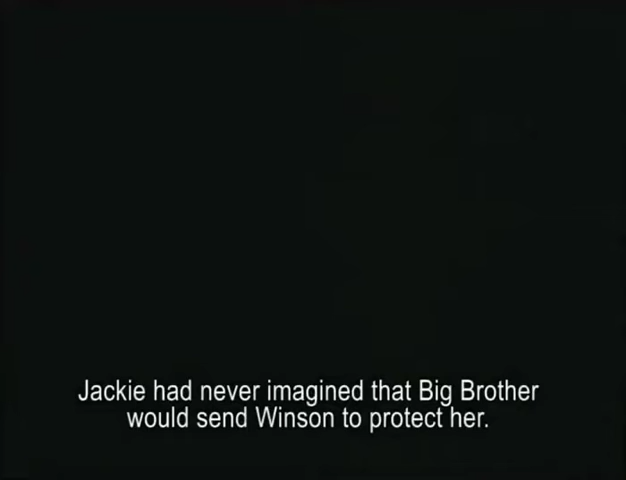 Jackie had never imagined that Big Brother
would send Winson to protect her.